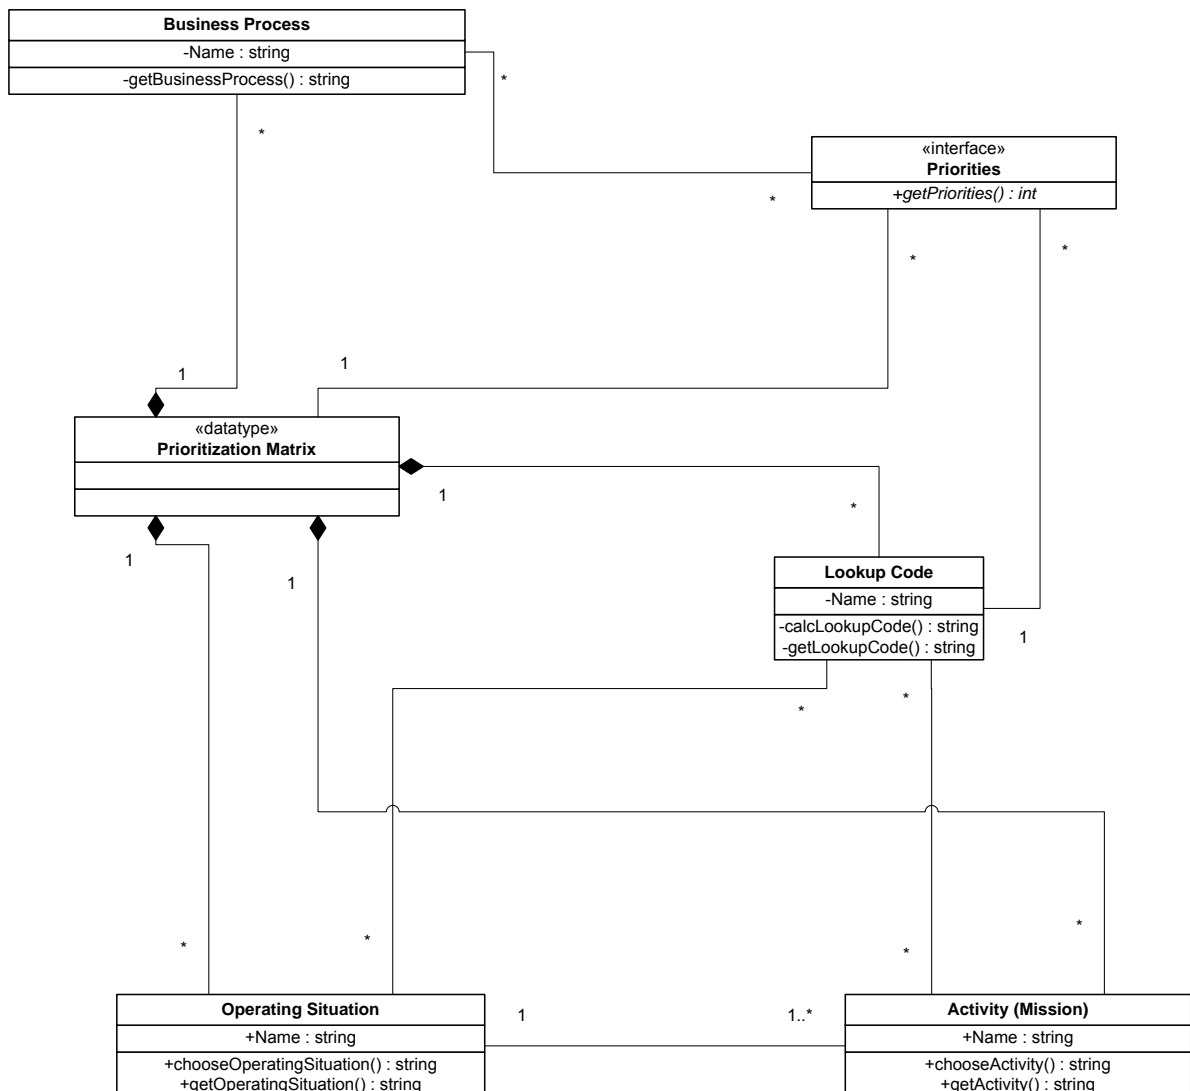 Business Process
-Name : string
-getBusinessProcess() : string
*
*
«interface»
Priorities
+getPriorities() : int
*
*
*
1
1
«datatype»
Prioritization Matrix
1
*
1
1
Lookup Code
-Name : string
-calcLookupCode() : string
-getLookupCode() : string
1
*
*
*
*
*
*
Operating Situation
+Name : string
+chooseOperatingSituation() : string
+getOperatingSituation() : string
1
1..*
Activity (Mission)
+Name : string
+chooseActivity() : string
+getActivity() : string